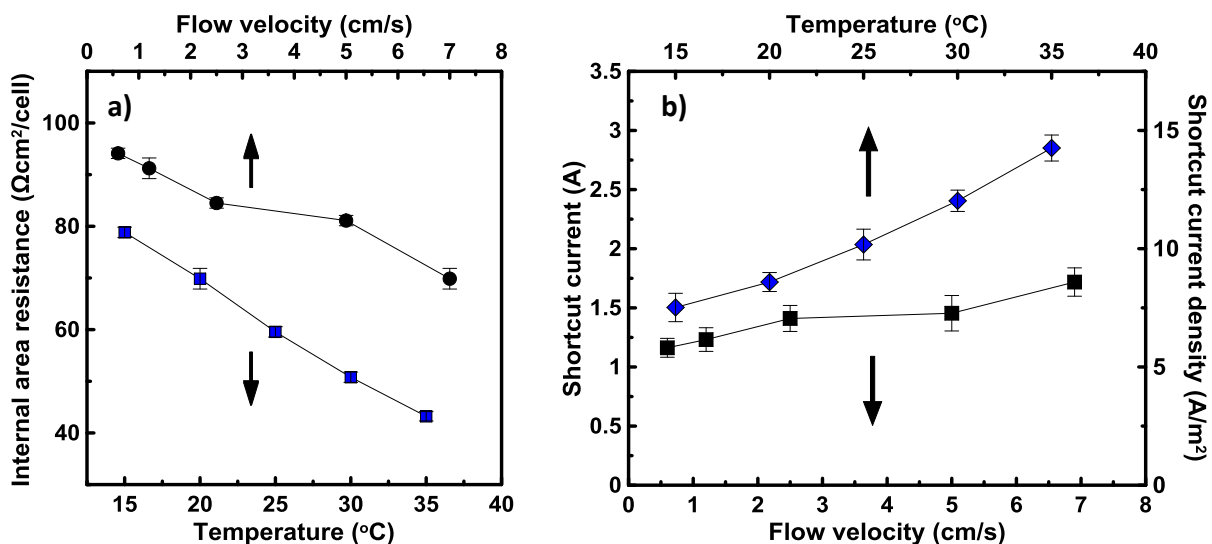 Flow velocity (cm/s)
0 1 2 3 4 5 6 7 8
Internal area resistance (Ωcm²/cell)
a)
100
80
60
40
15 20 25 30 35 40
Temperature (°C)
Temperature (°C)
15 20 25 30 35 40
Shortcut current (A)
b)
3.5
3
2.5
2
1.5
1
0.5
0
15
10
5
0
Shortcut current density (A/m²)
0 1 2 3 4 5 6 7 8
Flow velocity (cm/s)